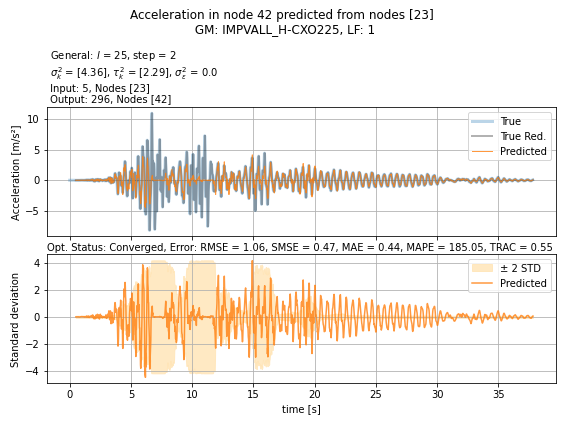 Acceleration in node 42 predicted from nodes [23]
GM: IMPVALL_H-CXO225, LF: 1
General: l = 25, step = 2
σ²ₖ = [4.36], τ²ₖ = [2.29], σ²ε = 0.0
Input: 5, Nodes [23]
Output: 296, Nodes [42]
Acceleration [m/s²]
10
5
0
−5
True
True Red.
Predicted
Opt. Status: Converged, Error: RMSE = 1.06, SMSE = 0.47, MAE = 0.44, MAPE = 185.05, TRAC = 0.55
Standard deviation
4
2
0
−2
−4
± 2 STD
Predicted
0 5 10 15 20 25 30 35
time [s]